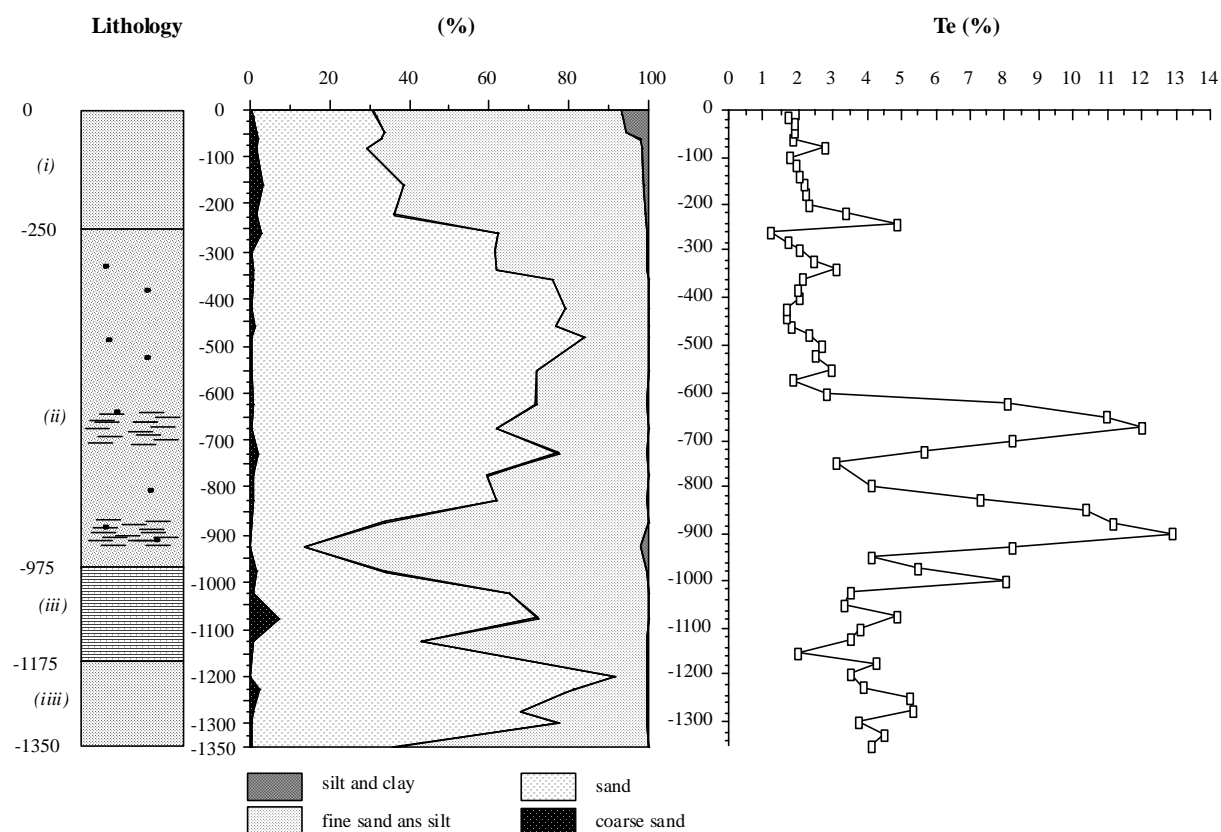 Lithology (%) Te (%)
0 20 40 60 80 100 0 1 2 3 4 5 6 7 8 9 10 11 12 13 14
0 0 0
(i) -100 -100
-200 -200
-250
-300 -300
-400 -400
-500 -500
-600 -600
(ii)
-700 -700
-800 -800
-900 -900
-975
-1000 -1000
(iii)
-1100 -1100
-1175
-1200 -1200
(iiii)
-1300 -1300
-1350 -1350
silt and clay sand
fine sand ans silt coarse sand